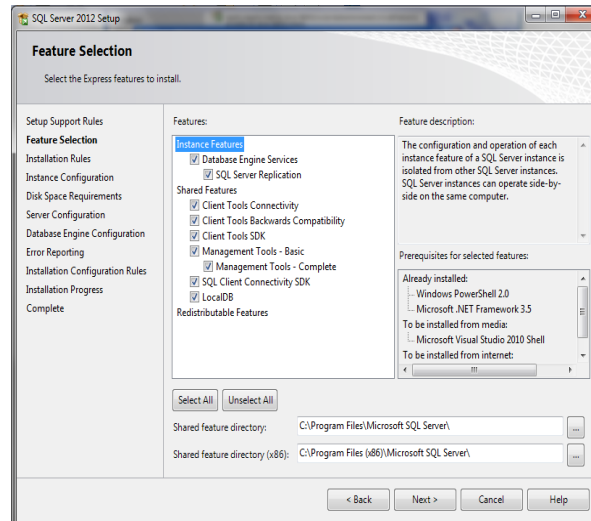 SQL Server 2012 Setup
Feature Selection
Select the Express features to install.
Setup Support Rules
Feature Selection
Installation Rules
Instance Configuration
Disk Space Requirements
Server Configuration
Database Engine Configuration
Error Reporting
Installation Configuration Rules
Installation Progress
Complete
Features:
Instance Features
Database Engine Services
SQL Server Replication
Shared Features
Client Tools Connectivity
Client Tools Backwards Compatibility
Client Tools SDK
Management Tools - Basic
Management Tools - Complete
SQL Client Connectivity SDK
LocalDB
Redistributable Features
Feature description:
The configuration and operation of each
instance feature of a SQL Server instance is
isolated from other SQL Server instances.
SQL Server instances can operate side-by-
side on the same computer.
Prerequisites for selected features:
Already installed:
Windows PowerShell 2.0
Microsoft .NET Framework 3.5
To be installed from media:
Microsoft Visual Studio 2010 Shell
To be installed from internet:
Select All
Unselect All
Shared feature directory:
C:\Program Files\Microsoft SQL Server\
...
Shared feature directory (x86):
C:\Program Files (x86)\Microsoft SQL Server\
...
< Back
Next >
Cancel
Help